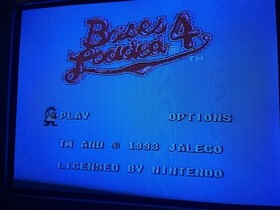 Bases
Loaded 4
TM
PLAY OPTIONS
TM AND © 1993 JALECO
LICENSED BY NINTENDO